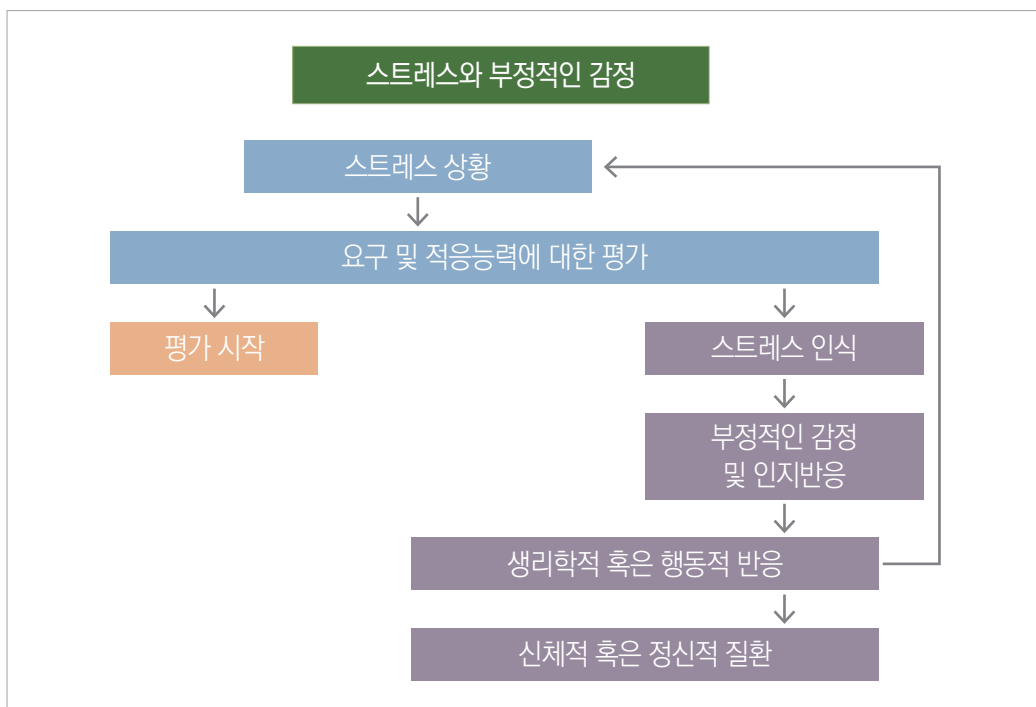 스트레스와 부정적인 감정
스트레스 상황
요구 및 적응능력에 대한 평가
평가 시작
스트레스 인식
부정적인 감정
및 인지반응
생리학적 혹은 행동적 반응
신체적 혹은 정신적 질환